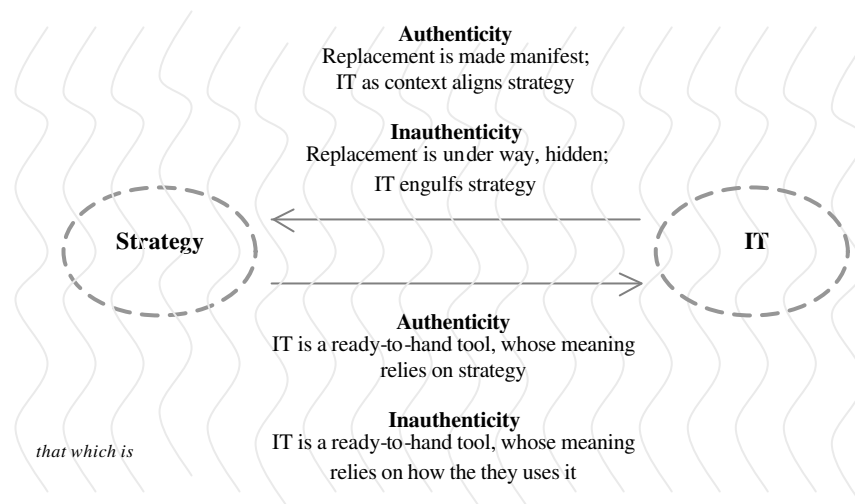 Authenticity
Replacement is made manifest;
IT as context aligns strategy
Inauthenticity
Replacement is under way, hidden;
IT engulfs strategy
Strategy
IT
Authenticity
IT is a ready-to-hand tool, whose meaning
relies on strategy
Inauthenticity
IT is a ready-to-hand tool, whose meaning
relies on how the they uses it
that which is